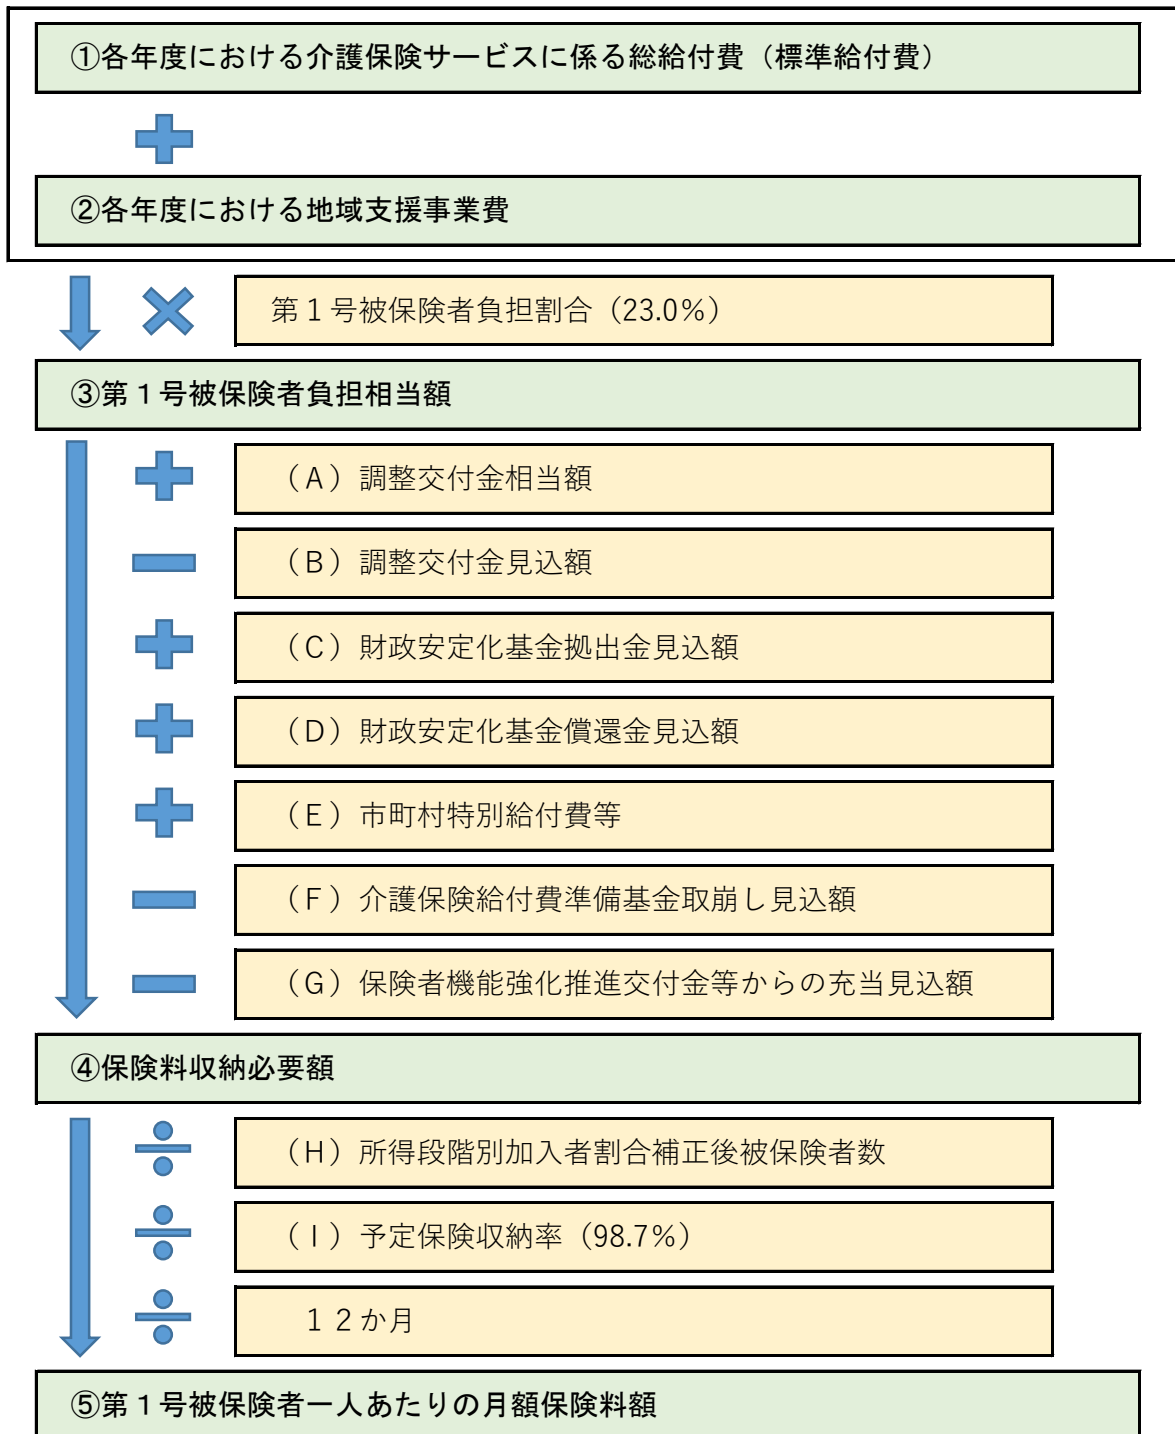 ①各年度における介護保険サービスに係る総給付費（標準給付費）
②各年度における地域支援事業費
第１号被保険者負担割合（23.0％）
③第１号被保険者負担相当額
（Ａ）調整交付金相当額
（Ｂ）調整交付金見込額
（Ｃ）財政安定化基金拠出金見込額
（Ｄ）財政安定化基金償還金見込額
（Ｅ）市町村特別給付費等
（Ｆ）介護保険給付費準備基金取崩し見込額
（Ｇ）保険者機能強化推進交付金等からの充当見込額
④保険料収納必要額
（Ｈ）所得段階別加入者割合補正後被保険者数
（Ｉ）予定保険収納率（98.7％）
１２か月
⑤第１号被保険者一人あたりの月額保険料額